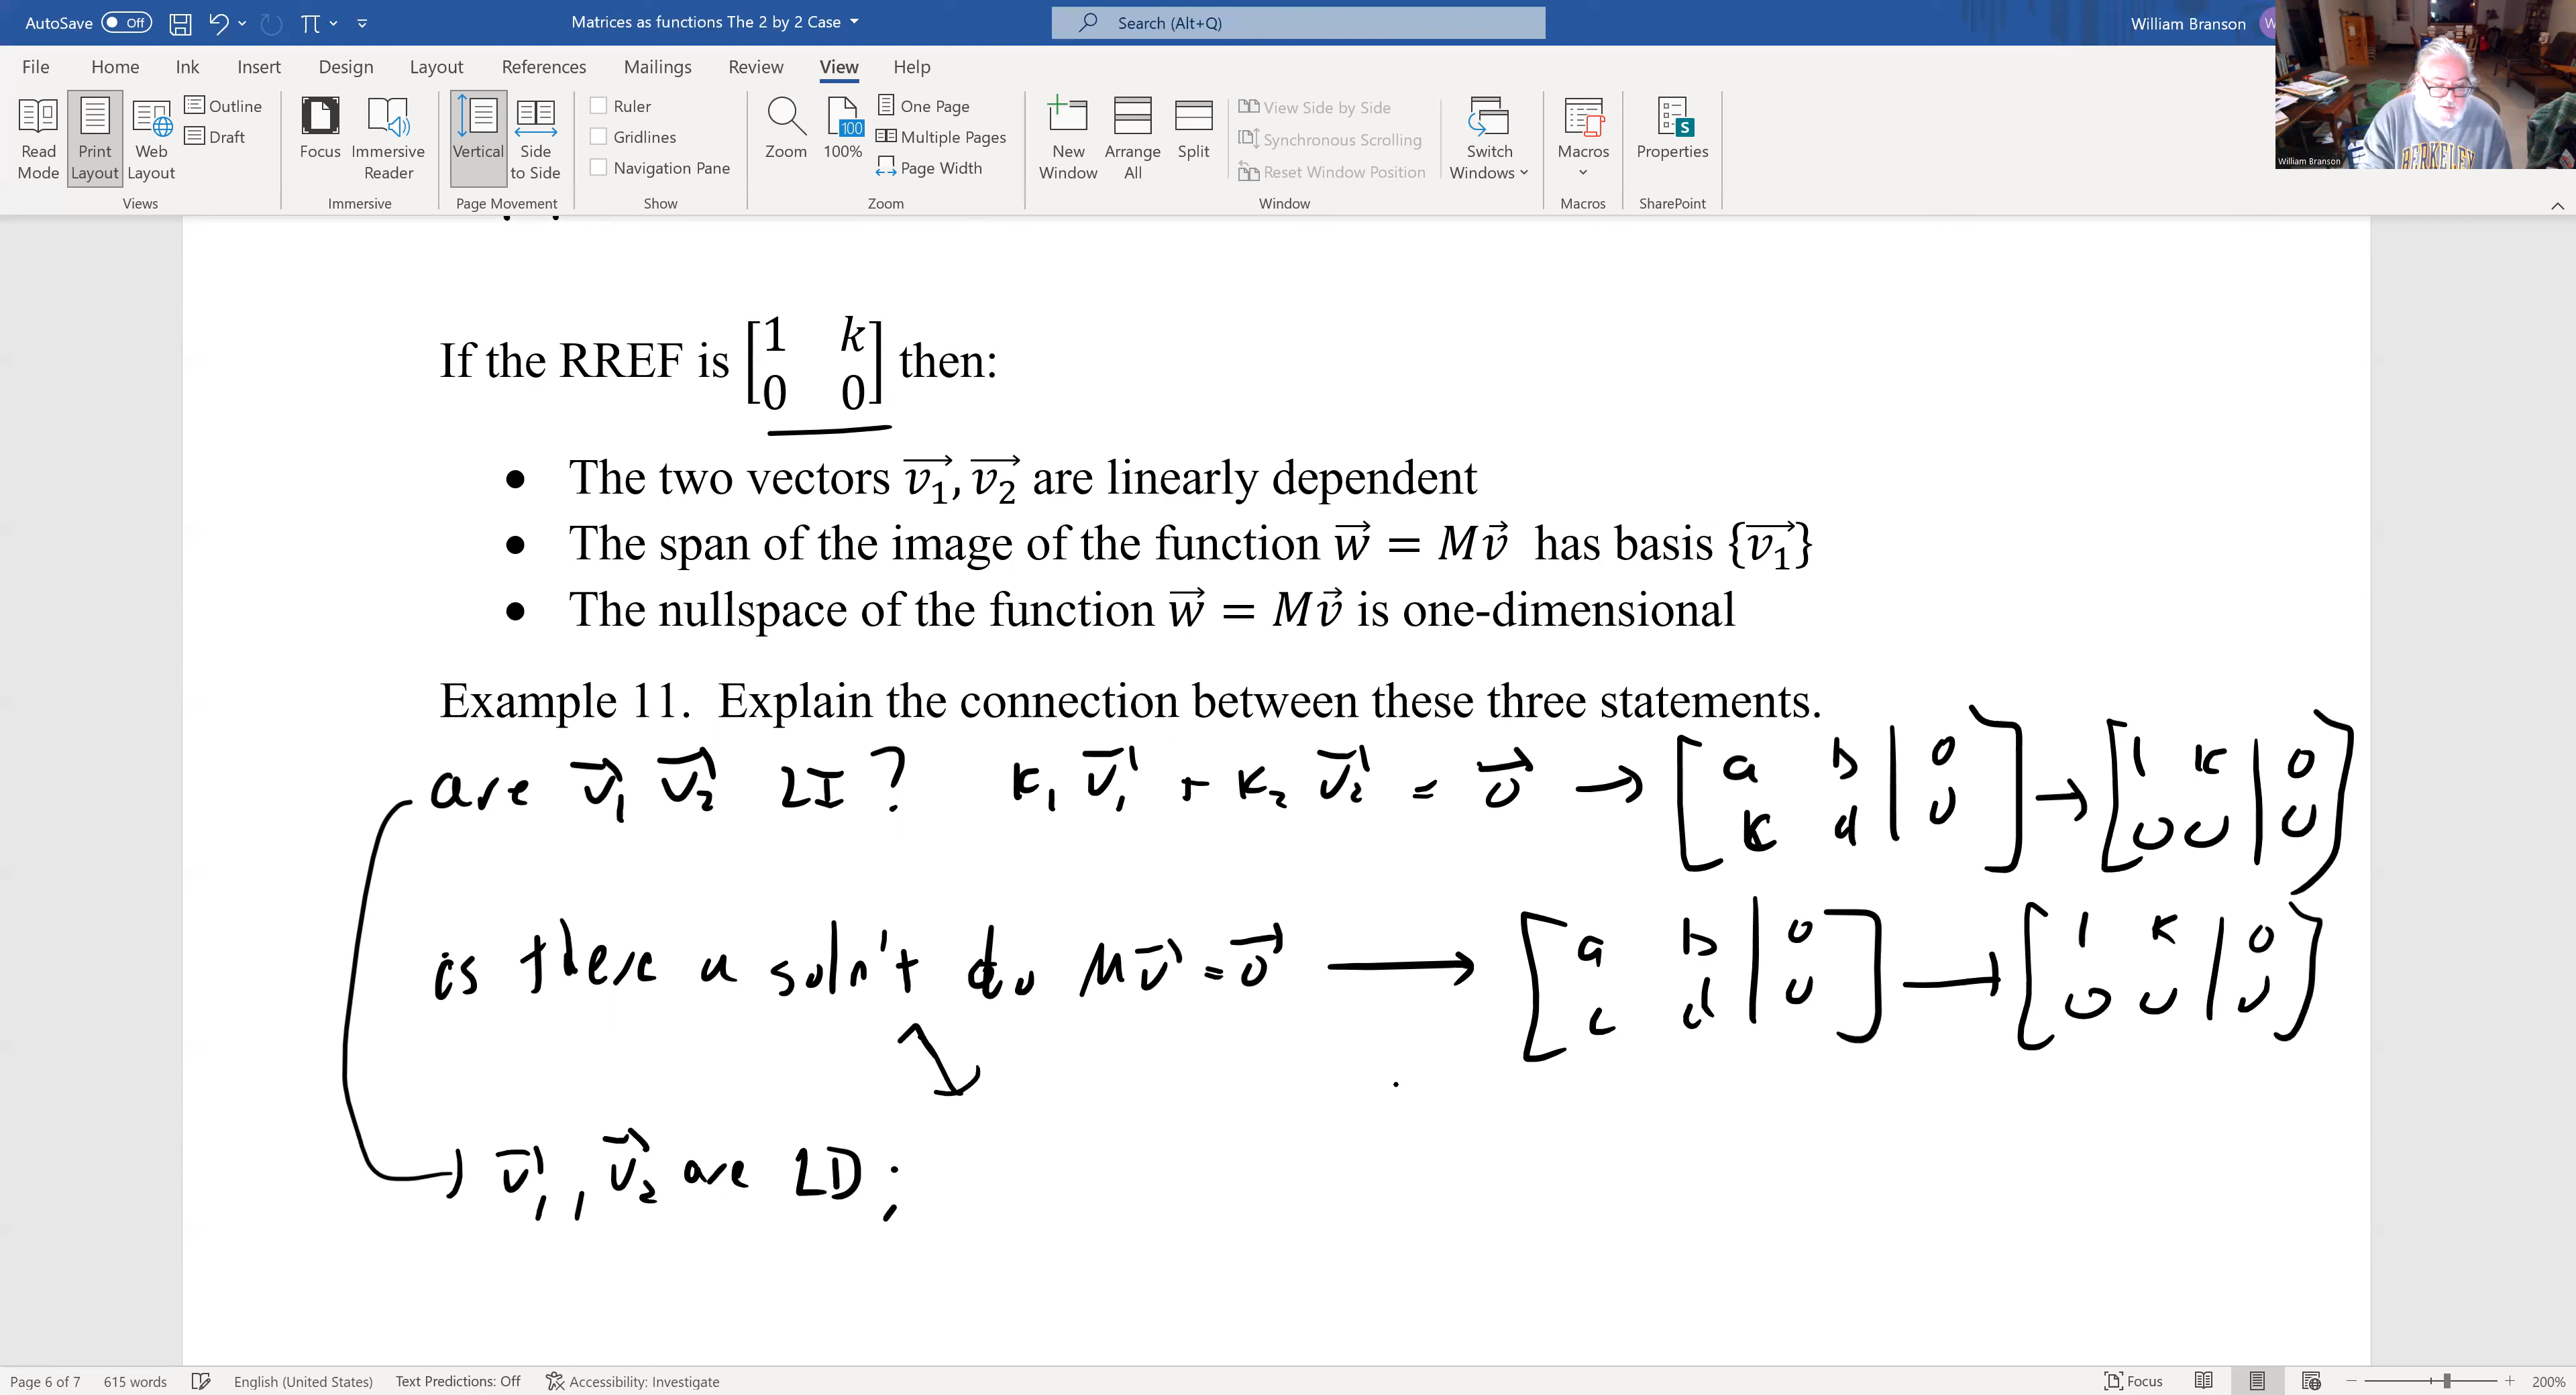 AutoSave Off Matrices as functions The 2 by 2 Case Search (Alt+Q) William Branson
File Home Ink Insert Design Layout References Mailings Review View Help
Read Mode Print Layout Web Layout Outline Draft Views
Focus Immersive Reader Immersive
Vertical Side to Side Page Movement
Ruler Gridlines Navigation Pane Show
Zoom 100 100% One Page Multiple Pages Page Width Zoom
New Window Arrange All Split View Side by Side Synchronous Scrolling Reset Window Position Switch Windows Window
Macros Macros
S Properties SharePoint
William Branson
BERKELEY
If the RREF is [1 k; 0 0] then:
• The two vectors v₁⃗, v₂⃗ are linearly dependent
• The span of the image of the function w⃗ = Mv⃗ has basis {v₁⃗}
• The nullspace of the function w⃗ = Mv⃗ is one-dimensional
Example 11. Explain the connection between these three statements.
are v₁⃗ v₂⃗ LI? k₁ v₁⃗ + k₂ v₂⃗ = 0⃗ → [a b | 0; c d | 0] → [1 k | 0; 0 0 | 0]
is there a soln't do Mv⃗ = 0⃗ → [a b | 0; c d | 0] → [1 k | 0; 0 0 | 0]
v₁⃗, v₂⃗ are LD;
Page 6 of 7 615 words English (United States) Text Predictions: Off Accessibility: Investigate Focus 200%